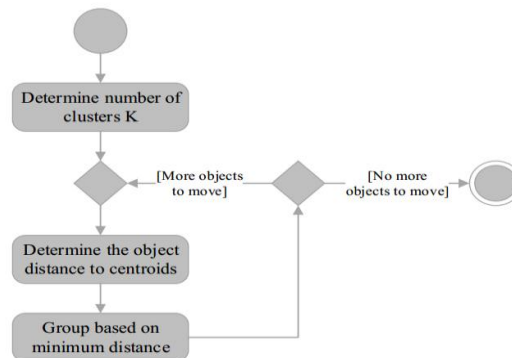 Determine number of
clusters K
[More objects
to move]
[No more
objects to move]
Determine the object
distance to centroids
Group based on
minimum distance